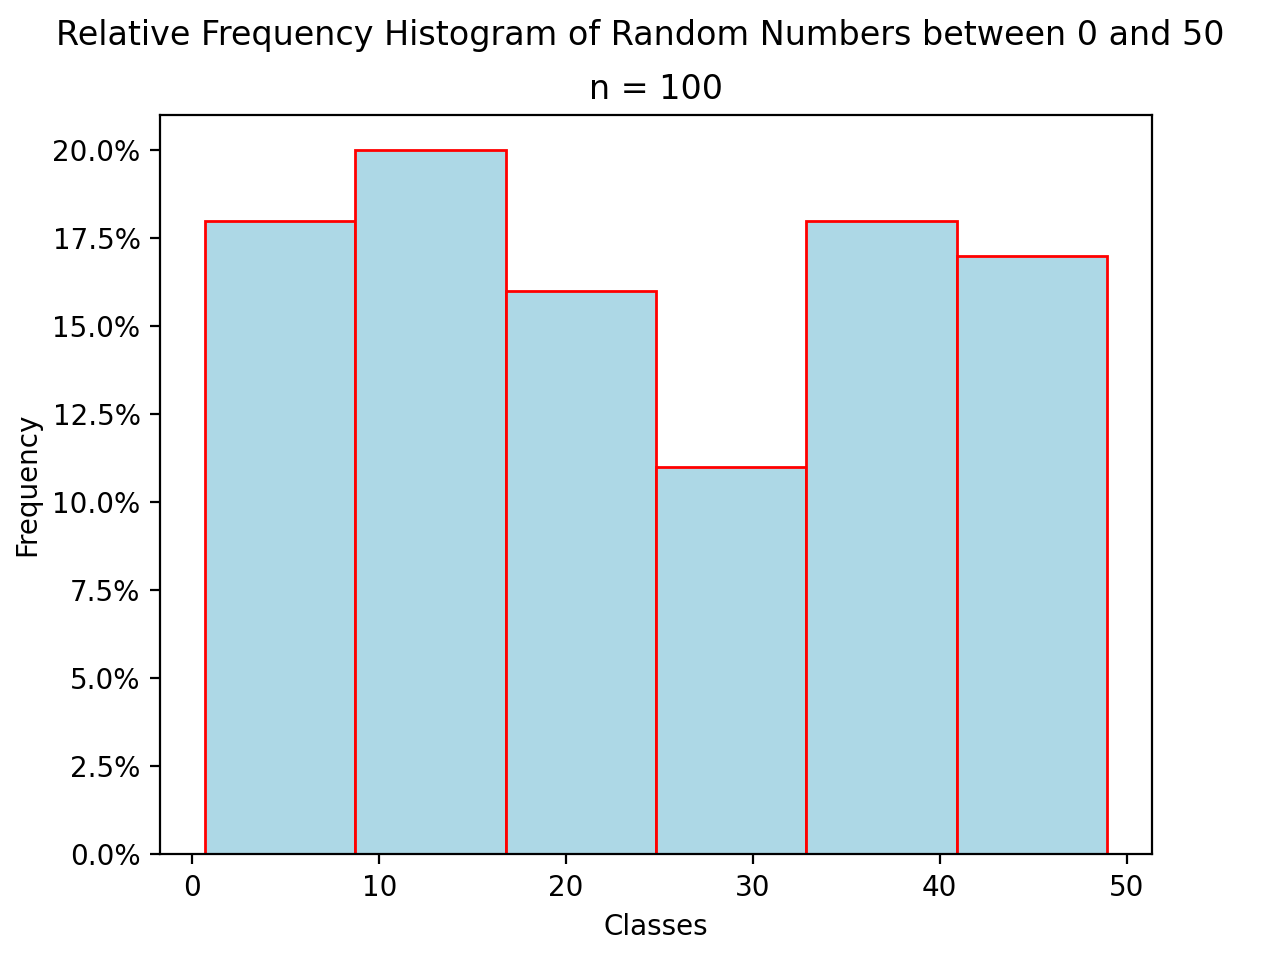 Relative Frequency Histogram of Random Numbers between 0 and 50
n = 100
20.0%
17.5%
15.0%
12.5%
10.0%
7.5%
5.0%
2.5%
0.0%
Frequency
0 10 20 30 40 50
Classes